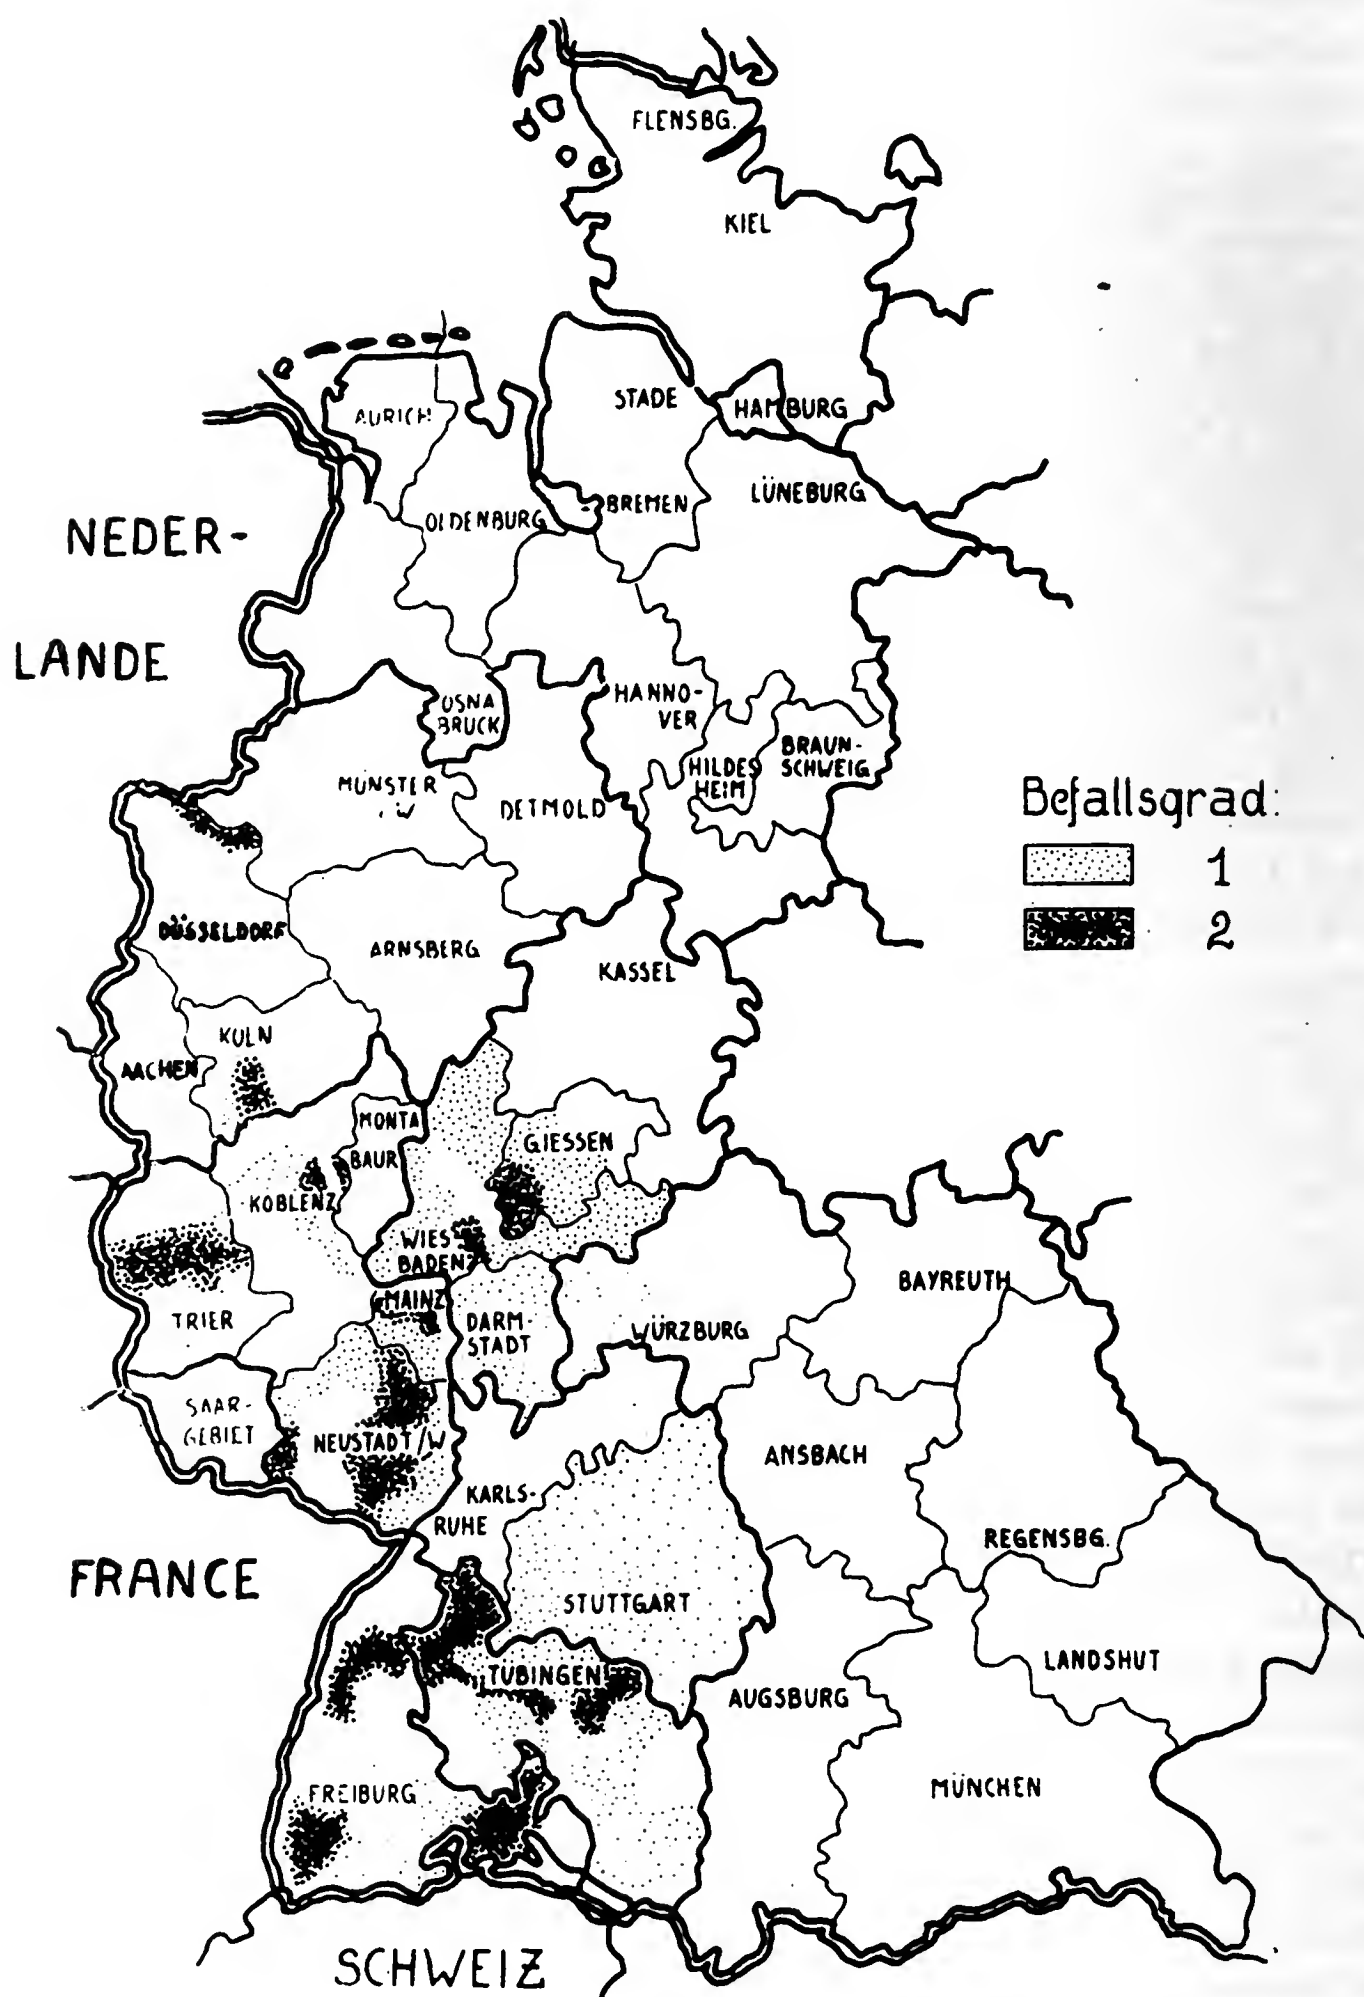 FLENSBG.
KIEL
STADE
HAMBURG
AURICH
LÜNEBURG
BREMEN
OLDENBURG
NEDER-
LANDE
HANNO-
VER
OSNA
BRUCK
BRAUN-
SCHWEIG
HILDES
HEIM
MÜNSTER
W
DETMOLD
Befallsgrad:
1
2
DÜSSELDORF
ARNSBERG
KASSEL
KÖLN
AACHEN
MONTA
BAUR
GIESSEN
KOBLENZ
WIES
BADEN
BAYREUTH
MAINZ
TRIER
DARM-
STADT
WÜRZBURG
SAAR-
GEBIET
NEUSTADT/W
ANSBACH
KARLS-
RUHE
REGENSBG.
FRANCE
STUTTGART
LANDSHUT
TÜBINGEN
AUGSBURG
FREIBURG
MÜNCHEN
SCHWEIZ